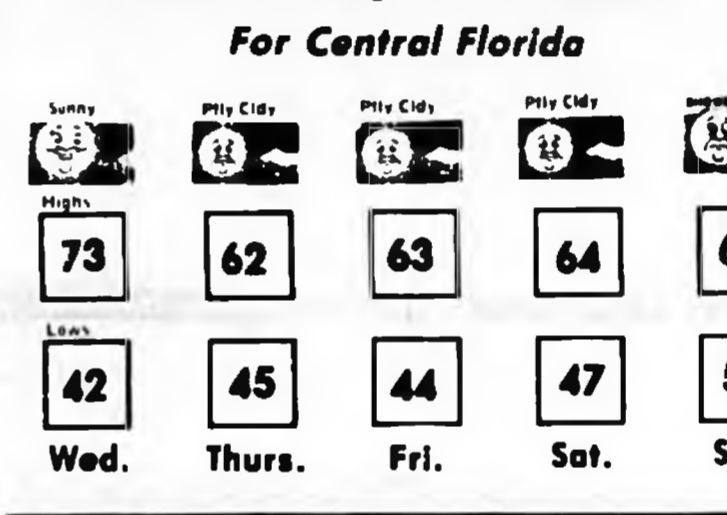 For Central Florida
Sunny Ptly Cldy Ptly Cldy Ptly Cldy
Highs
73 62 63 64
Lows
42 45 44 47
Wed. Thurs. Fri. Sat.